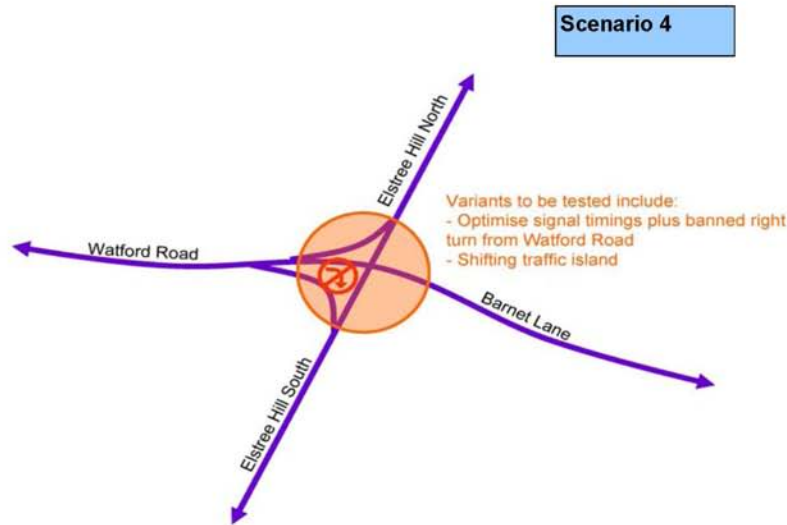 Scenario 4
Elstree Hill North
Variants to be tested include:
- Optimise signal timings plus banned right
turn from Watford Road
- Shifting traffic island
Watford Road
Barnet Lane
Elstree Hill South